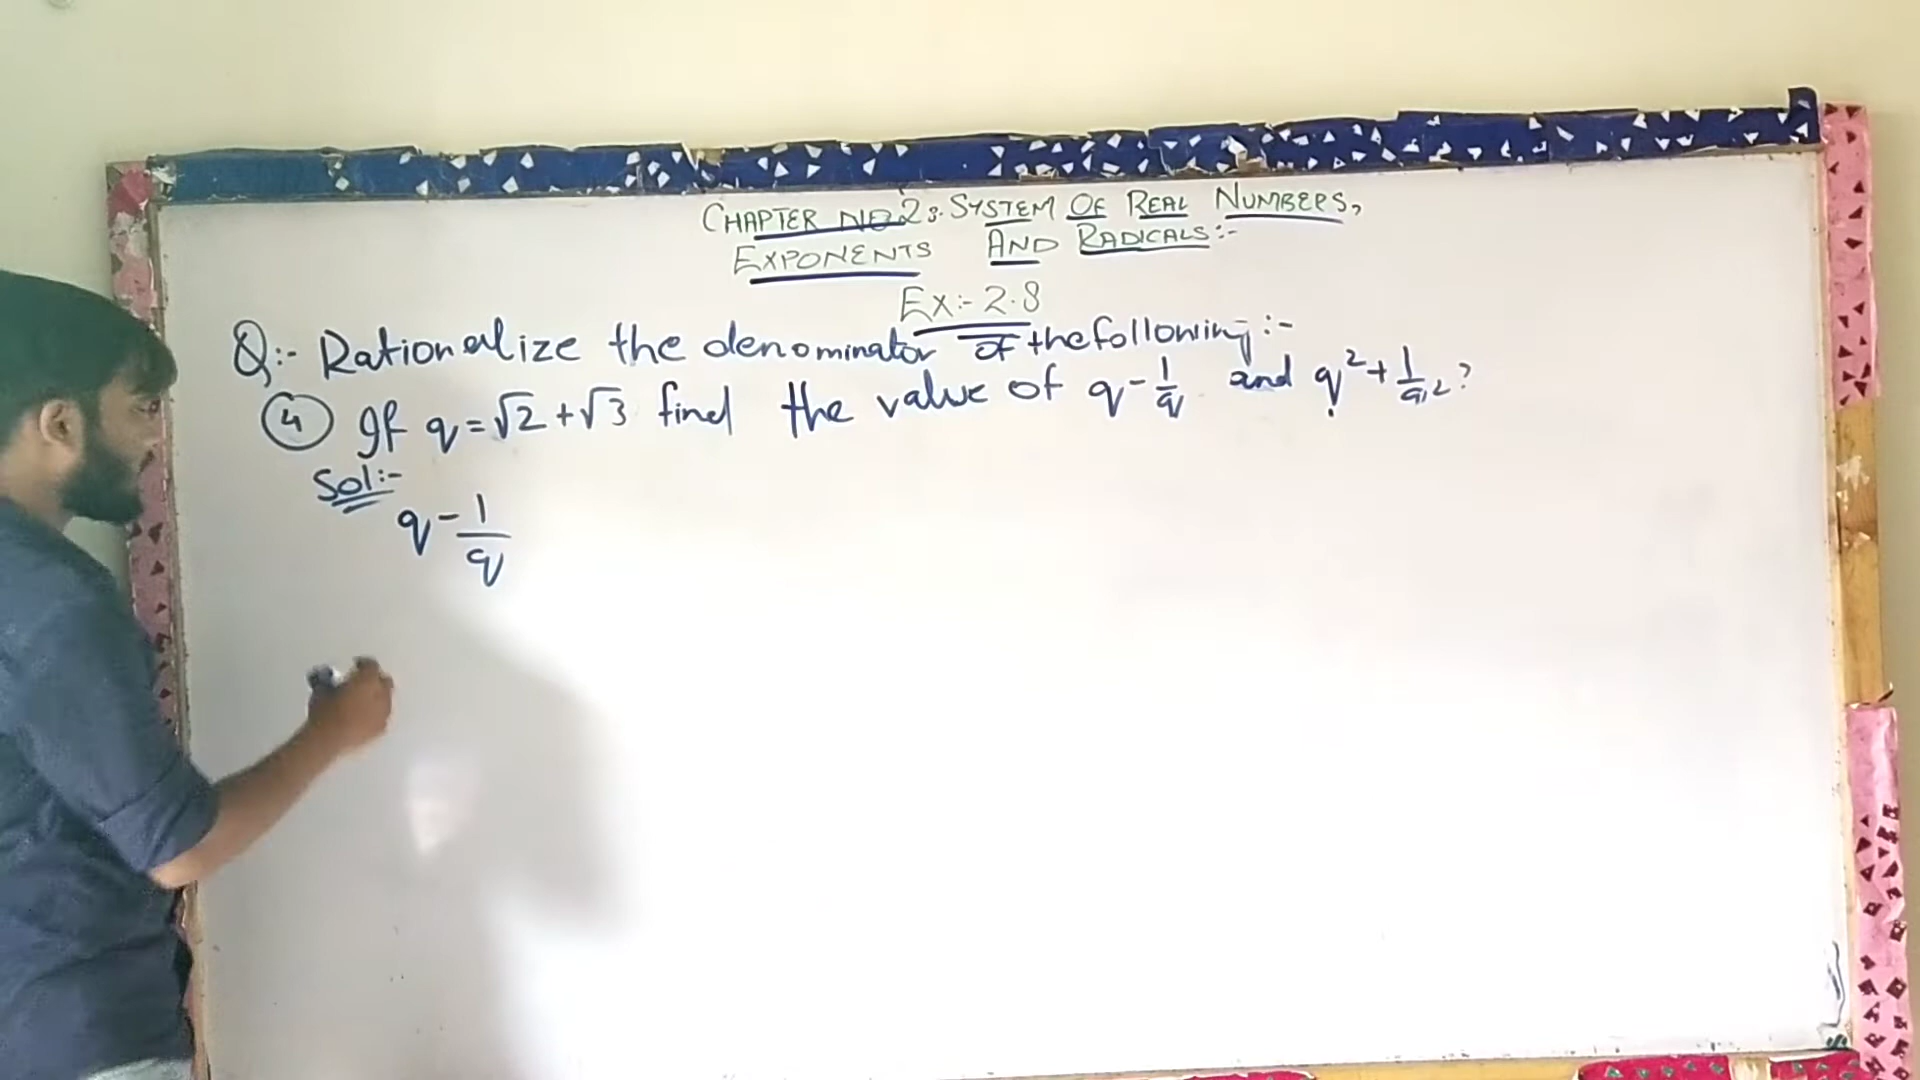 CHAPTER NO 2:- SYSTEM OF REAL NUMBERS,
EXPONENTS AND RADICALS:-
Ex:- 2.8
Q:- Rationalize the denominator of the following:-
4 If q = √2 + √3 find the value of q - 1/q and q² + 1/q²?
Sol:-
q - 1/q